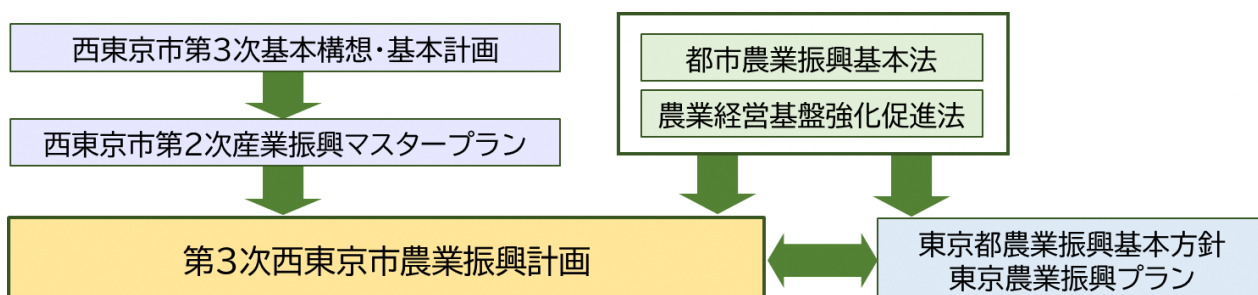 西東京市第3次基本構想・基本計画
西東京市第2次産業振興マスタープラン
都市農業振興基本法
農業経営基盤強化促進法
第3次西東京市農業振興計画
東京都農業振興基本方針
東京農業振興プラン